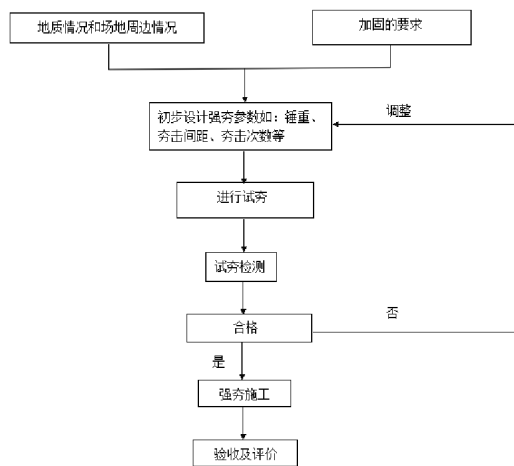 地质情况和场地周边情况
加固的要求
初步设计强夯参数如：锤重、
夯击间距、夯击次数等
调整
进行试夯
试夯检测
合格
否
是
强夯施工
验收及评价